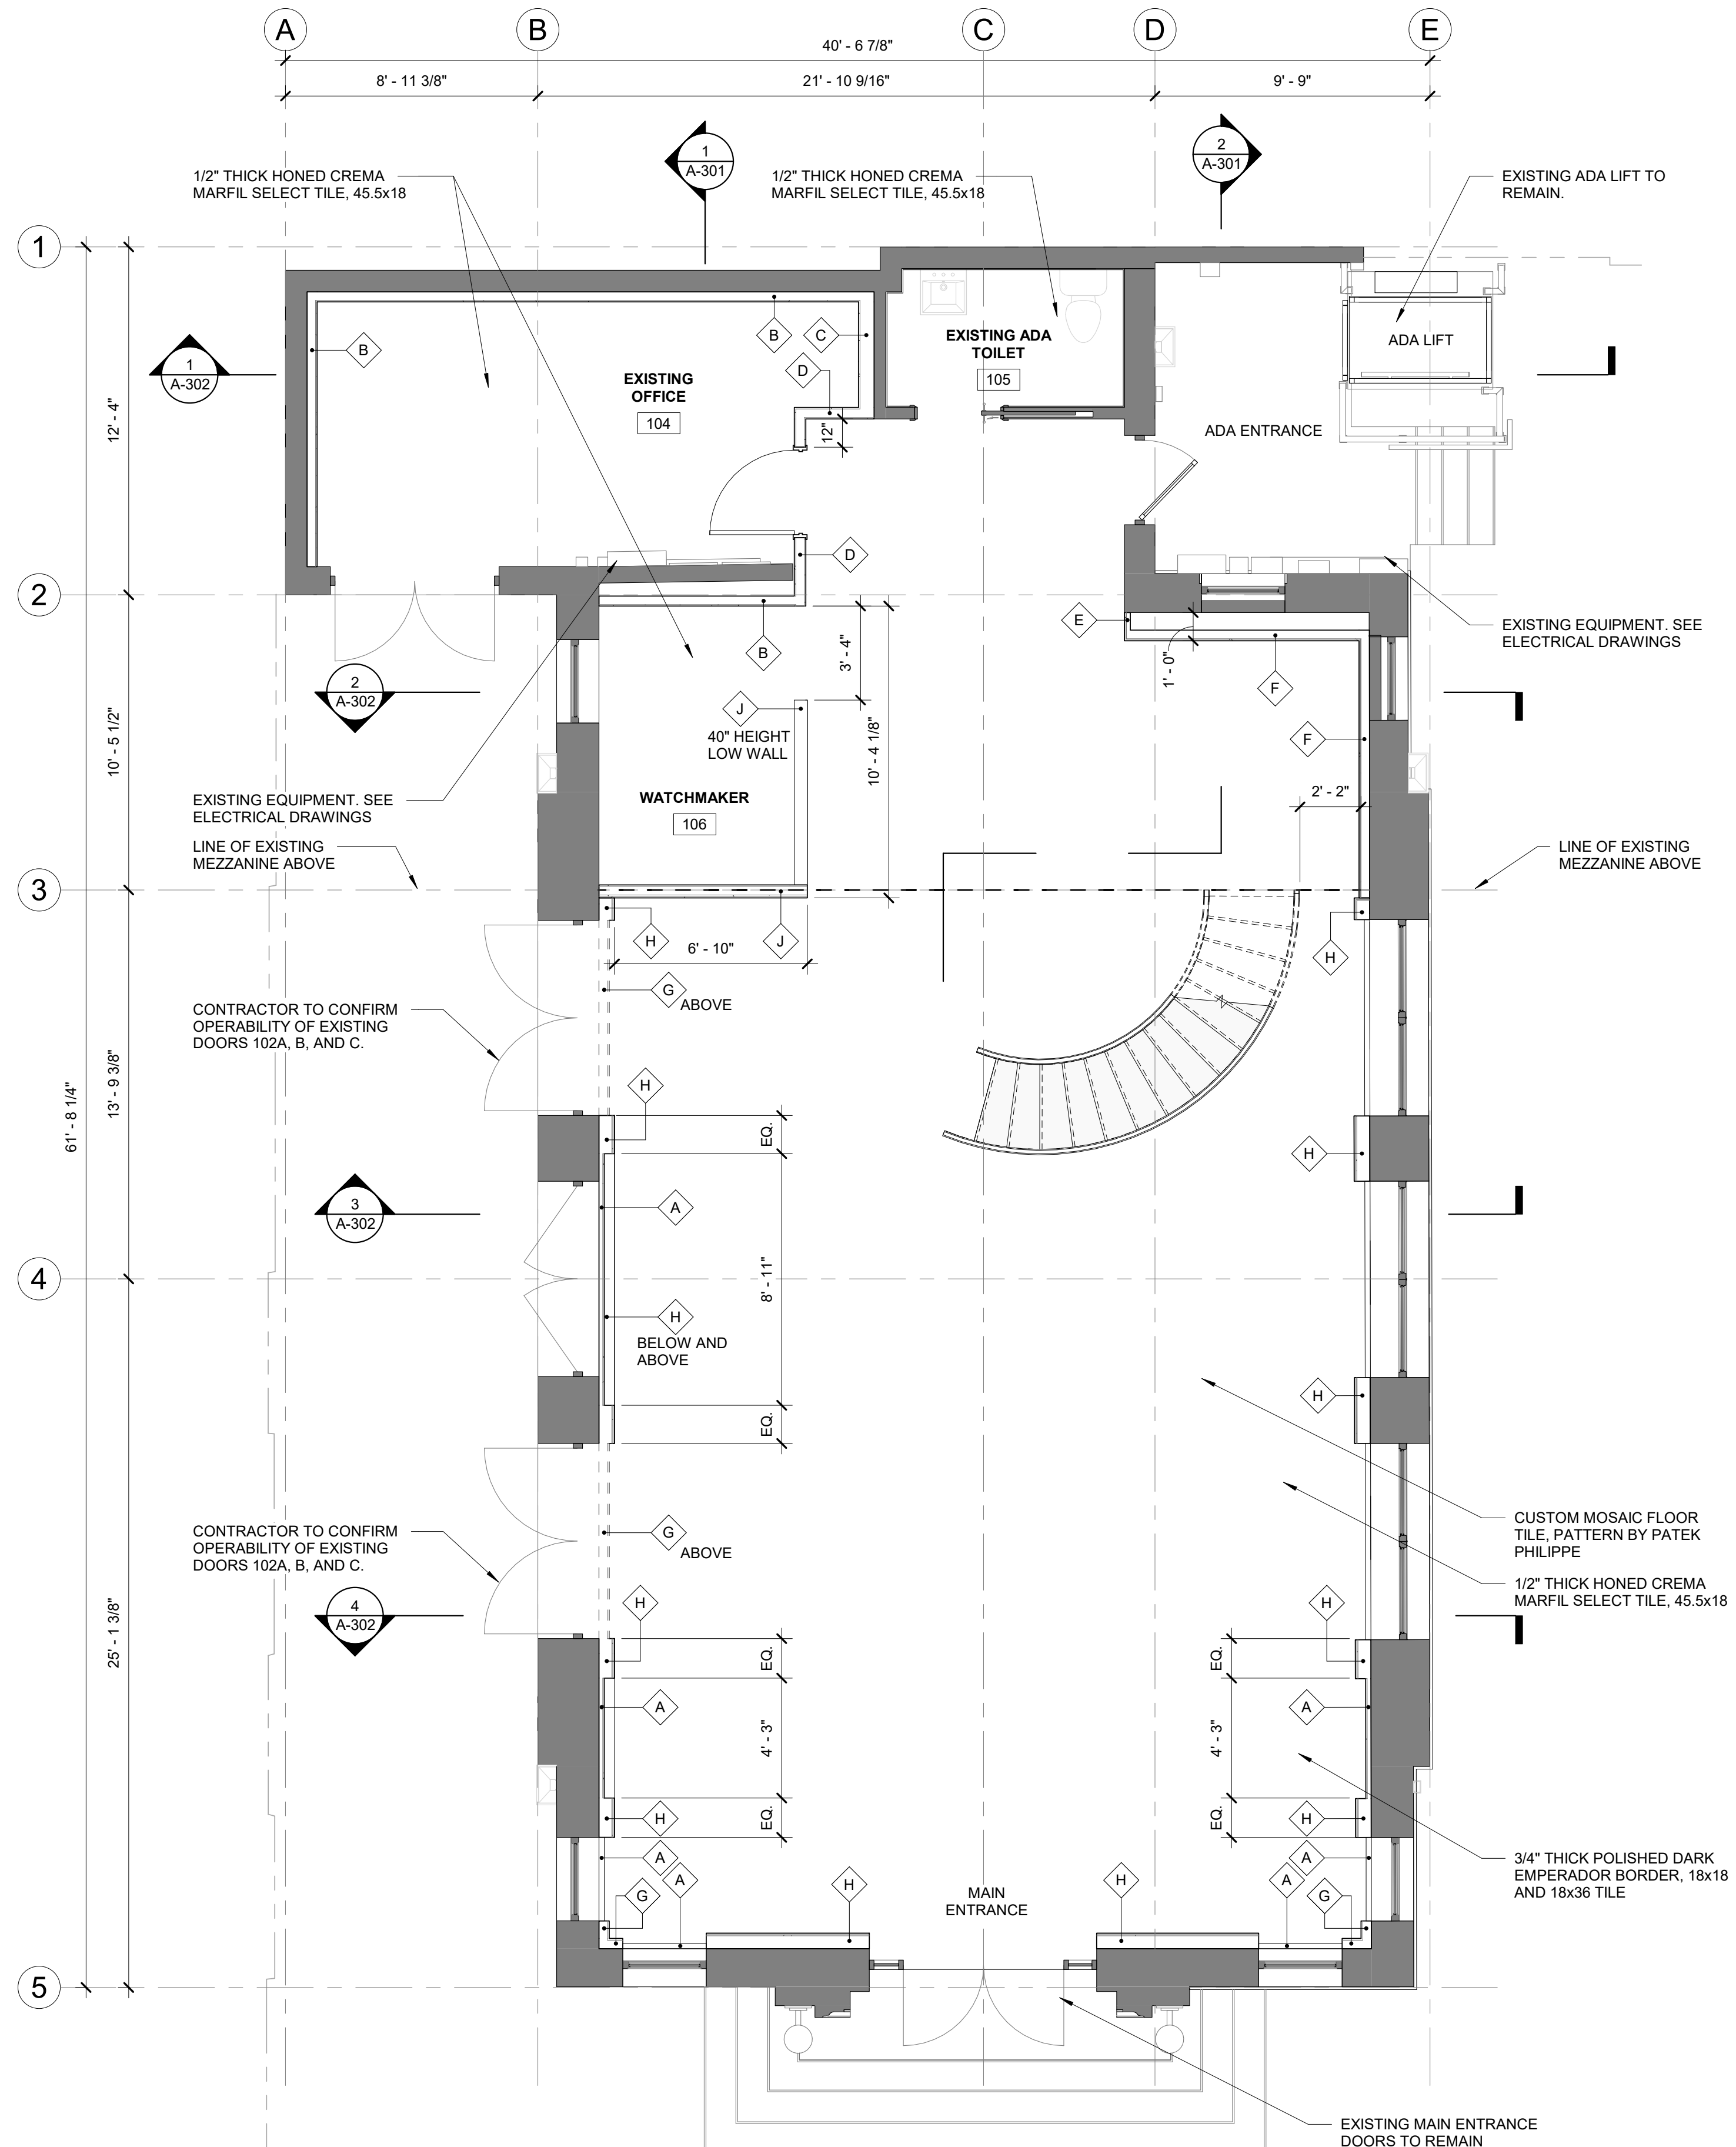 A
B
C
D
E
40' - 6 7/8"
8' - 11 3/8"
21' - 10 9/16"
9' - 9"
1
A-301
2
A-301
1/2" THICK HONED CREMA
MARFIL SELECT TILE, 45.5x18
1/2" THICK HONED CREMA
MARFIL SELECT TILE, 45.5x18
EXISTING ADA LIFT TO
REMAIN.
1
B
B
C
D
EXISTING ADA
TOILET
105
ADA LIFT
1
A-302
EXISTING
OFFICE
104
12' - 4"
12"
ADA ENTRANCE
D
2
E
B
F
1' - 0"
EXISTING EQUIPMENT. SEE
ELECTRICAL DRAWINGS
3' - 4"
2
A-302
J
40" HEIGHT
LOW WALL
F
10' - 5 1/2"
10' - 4 1/8"
WATCHMAKER
106
2' - 2"
EXISTING EQUIPMENT. SEE
ELECTRICAL DRAWINGS
LINE OF EXISTING
MEZZANINE ABOVE
LINE OF EXISTING
MEZZANINE ABOVE
3
H
6' - 10"
J
H
G
ABOVE
CONTRACTOR TO CONFIRM
OPERABILITY OF EXISTING
DOORS 102A, B, AND C.
13' - 9 3/8"
61' - 8 1/4"
H
EQ.
H
3
A-302
A
4
8' - 11"
H
BELOW AND
ABOVE
H
EQ.
CONTRACTOR TO CONFIRM
OPERABILITY OF EXISTING
DOORS 102A, B, AND C.
G
ABOVE
CUSTOM MOSAIC FLOOR
TILE, PATTERN BY PATEK
PHILIPPE
1/2" THICK HONED CREMA
MARFIL SELECT TILE, 45.5x18
4
A-302
25' - 1 3/8"
H
H
EQ.
EQ.
A
A
4' - 3"
4' - 3"
H
EQ.
EQ.
H
A
A
A
A
G
G
H
H
MAIN
ENTRANCE
3/4" THICK POLISHED DARK
EMPERADOR BORDER, 18x18
AND 18x36 TILE
5
EXISTING MAIN ENTRANCE
DOORS TO REMAIN